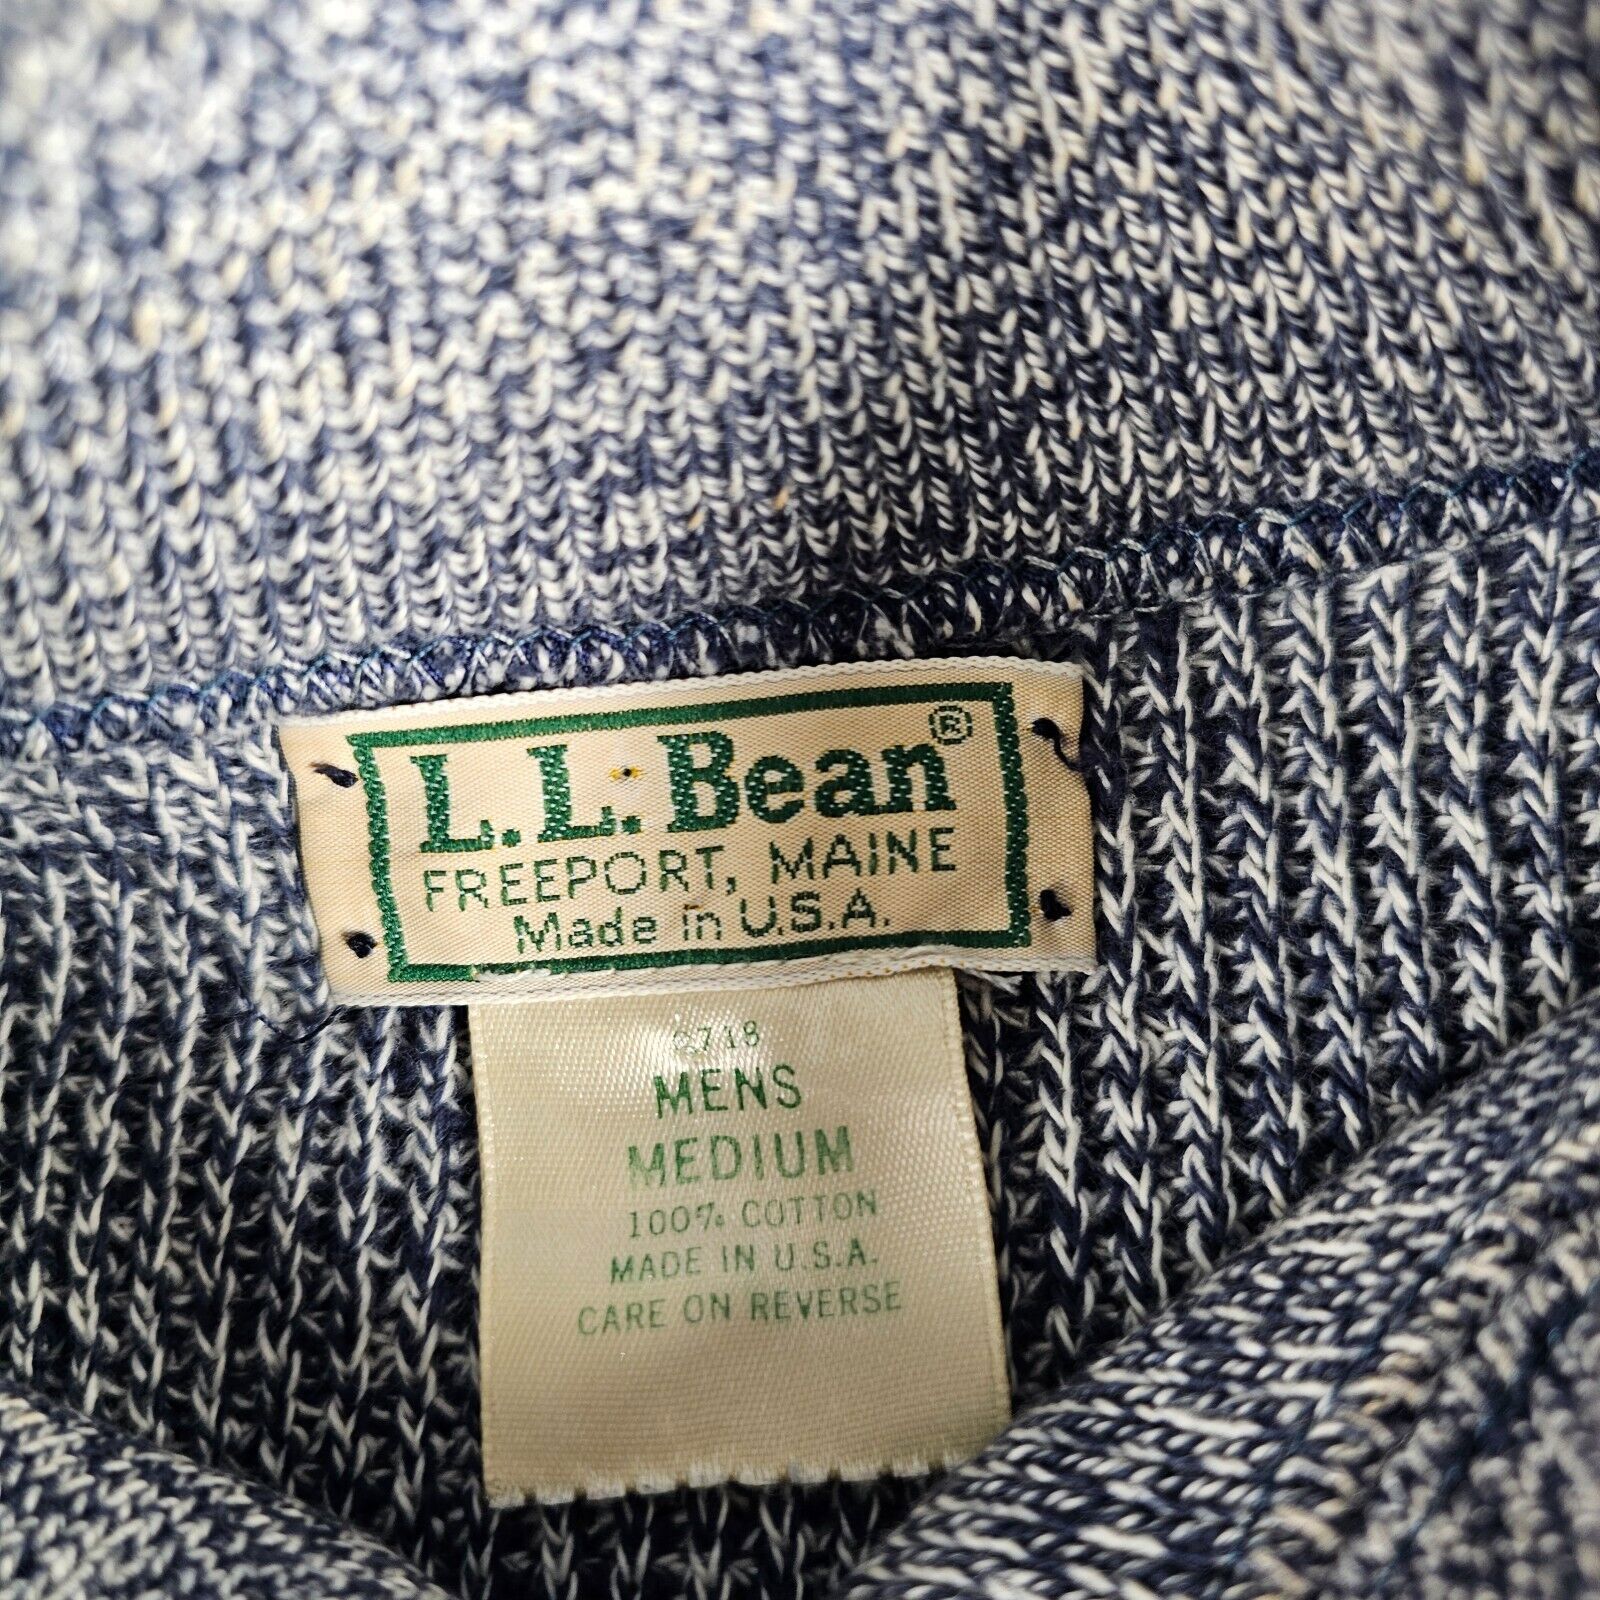 L.L.Bean®
FREEPORT, MAINE
Made in U.S.A.
MENS
MEDIUM
100% COTTON
MADE IN U.S.A.
CARE ON REVERSE